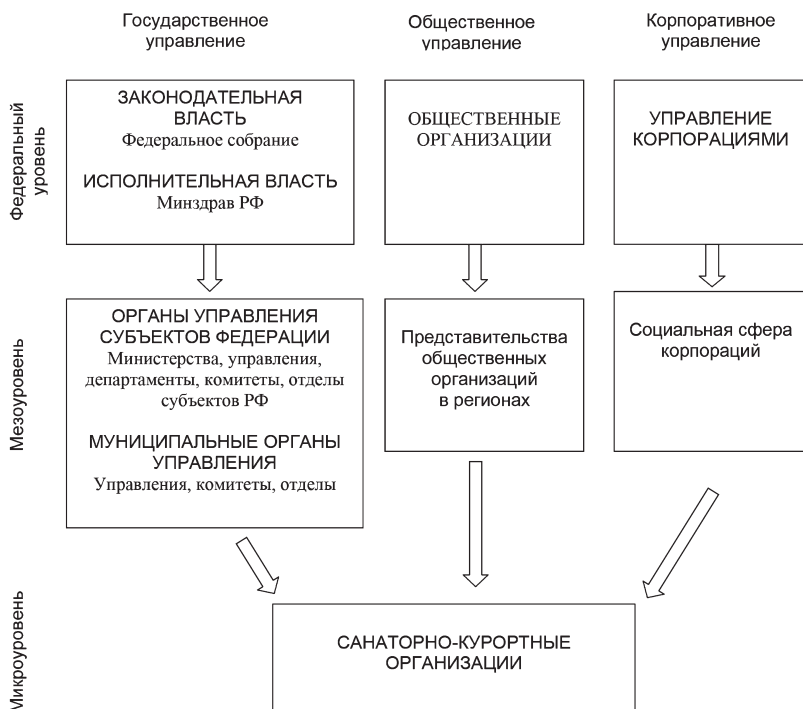 Государственное
управление
Общественное
управление
Корпоративное
управление
Федеральный
уровень
ЗАКОНОДАТЕЛЬНАЯ
ВЛАСТЬ
Федеральное собрание
ИСПОЛНИТЕЛЬНАЯ ВЛАСТЬ
Минздрав РФ
ОБЩЕСТВЕННЫЕ
ОРГАНИЗАЦИИ
УПРАВЛЕНИЕ
КОРПОРАЦИЯМИ
Мезоуровень
ОРГАНЫ УПРАВЛЕНИЯ
СУБЪЕКТОВ ФЕДЕРАЦИИ
Министерства, управления,
департаменты, комитеты, отделы
субъектов РФ
МУНИЦИПАЛЬНЫЕ ОРГАНЫ
УПРАВЛЕНИЯ
Управления, комитеты, отделы
Представительства
общественных
организаций
в регионах
Социальная сфера
корпораций
Микроуровень
САНАТОРНО-КУРОРТНЫЕ
ОРГАНИЗАЦИИ